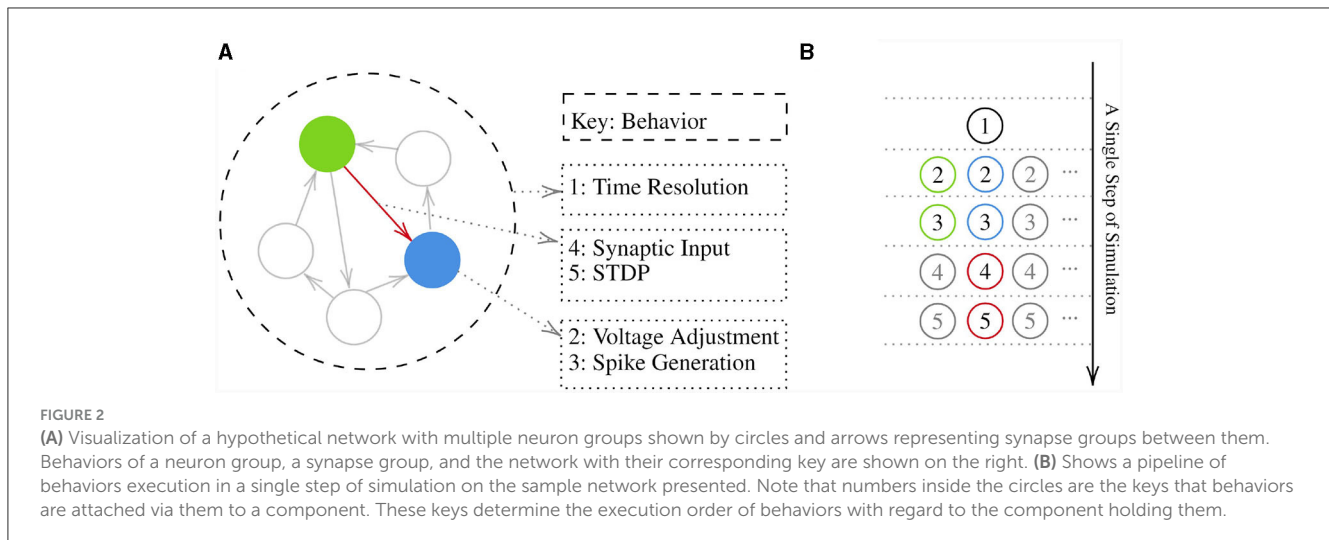 A
B
Key: Behavior
1: Time Resolution
4: Synaptic Input
5: STDP
2: Voltage Adjustment
3: Spike Generation
1
2 2 2 ...
3 3 3 ...
4 4 4 ...
5 5 5 ...
A Single Step of Simulation
FIGURE 2
(A) Visualization of a hypothetical network with multiple neuron groups shown by circles and arrows representing synapse groups between them.
Behaviors of a neuron group, a synapse group, and the network with their corresponding key are shown on the right. (B) Shows a pipeline of
behaviors execution in a single step of simulation on the sample network presented. Note that numbers inside the circles are the keys that behaviors
are attached via them to a component. These keys determine the execution order of behaviors with regard to the component holding them.